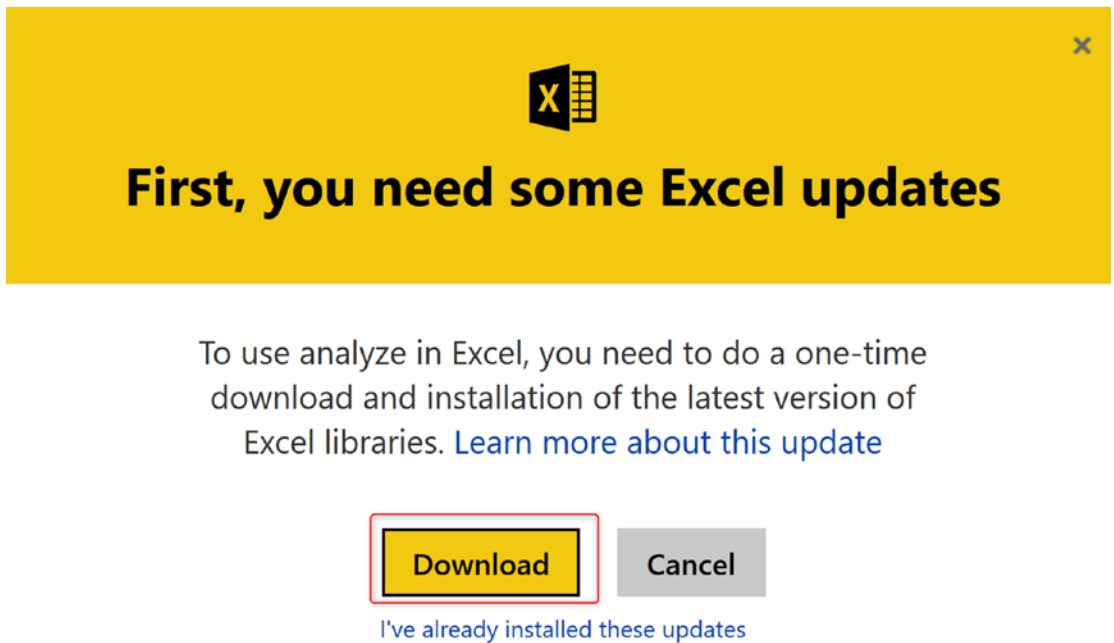 ×
X
First, you need some Excel updates
To use analyze in Excel, you need to do a one-time
download and installation of the latest version of
Excel libraries. Learn more about this update
Download Cancel
I've already installed these updates